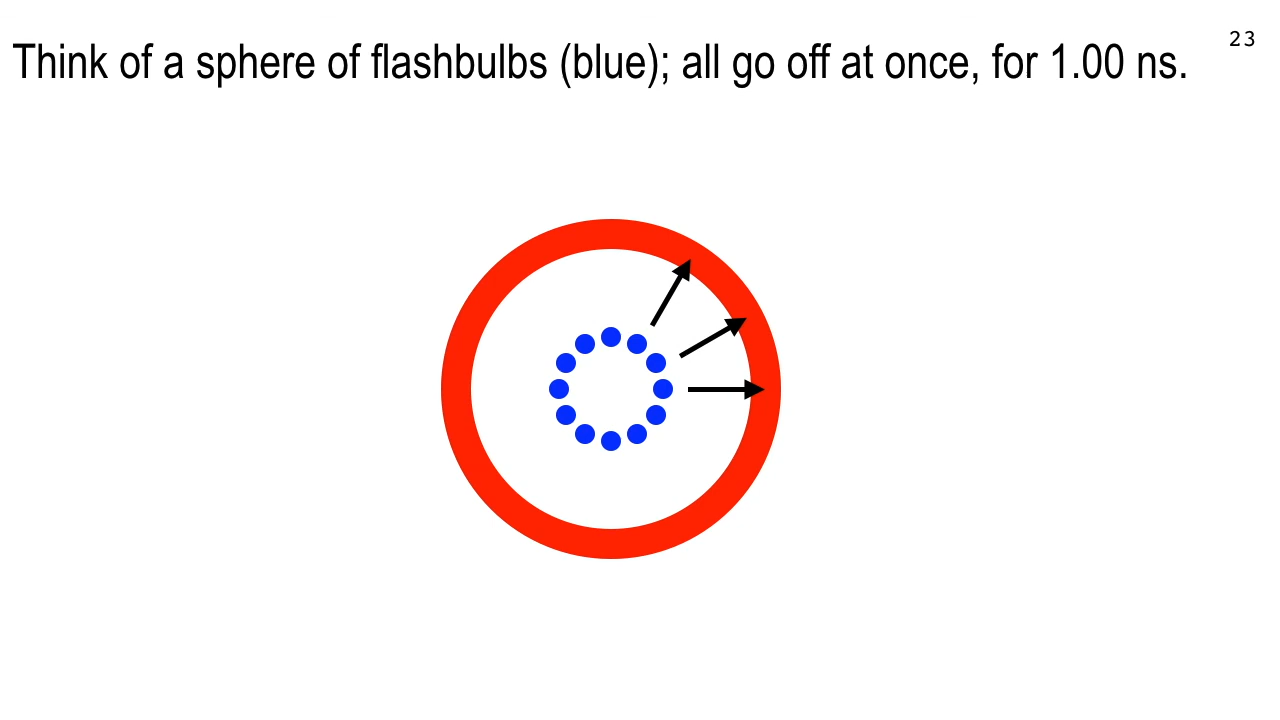 Think of a sphere of flashbulbs (blue); all go off at once, for 1.00 ns.
23